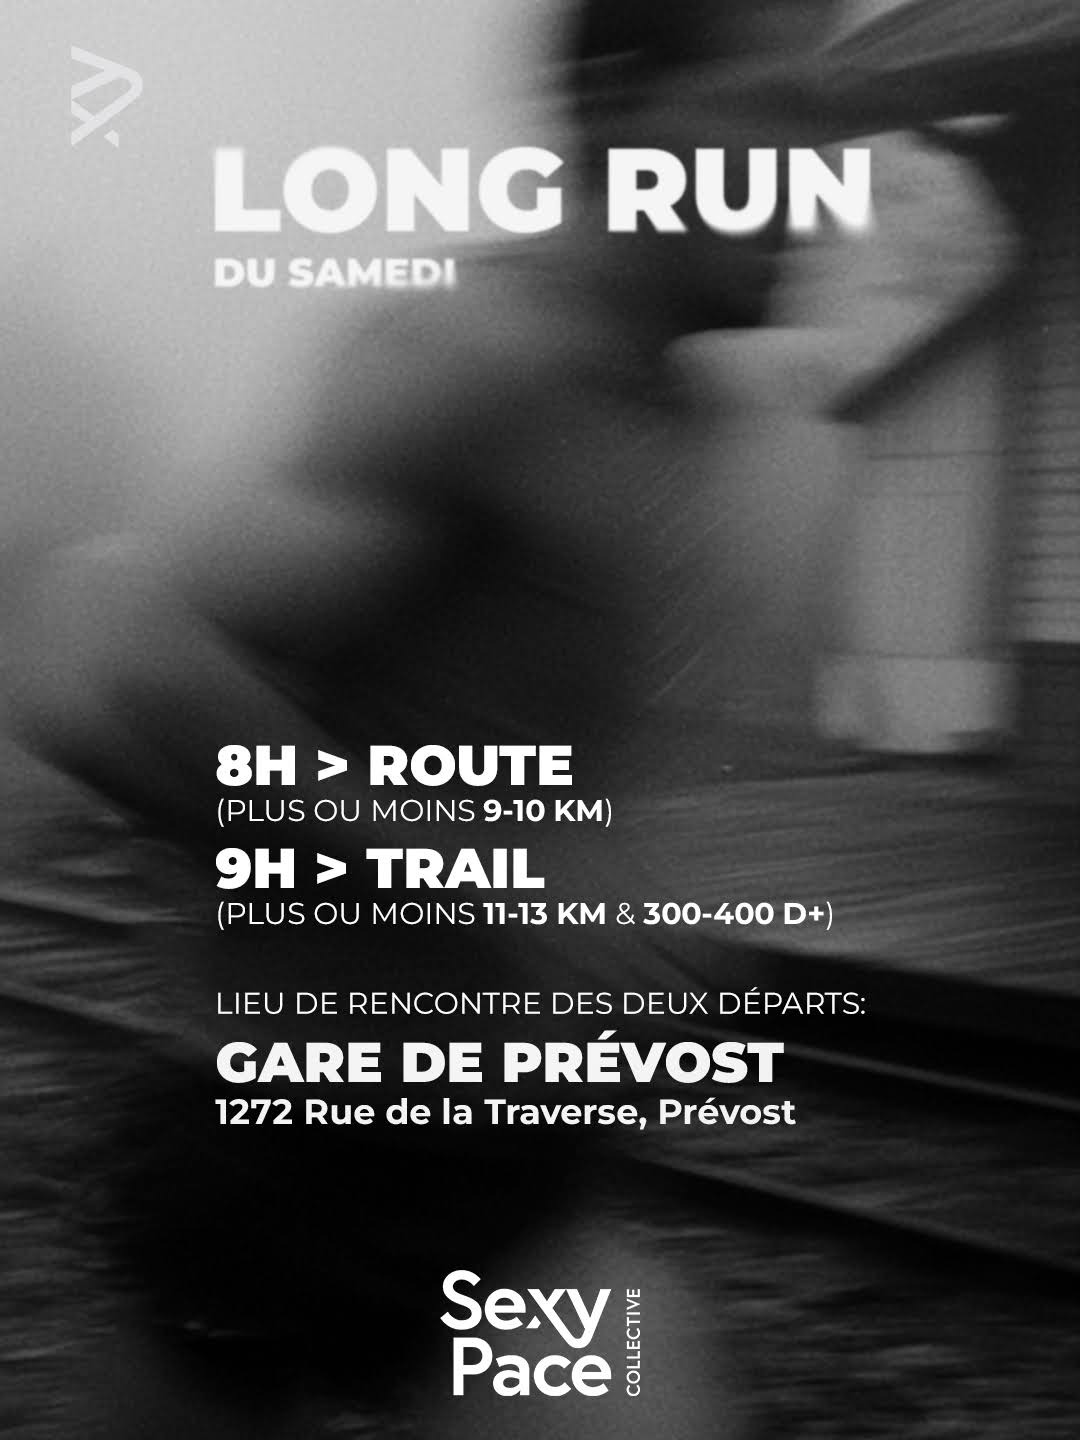 LONG RUN
DU SAMEDI
8H > ROUTE
(PLUS OU MOINS 9-10 KM)
9H > TRAIL
(PLUS OU MOINS 11-13 KM & 300-400 D+)
LIEU DE RENCONTRE DES DEUX DÉPARTS:
GARE DE PRÉVOST
1272 Rue de la Traverse, Prévost
Sexy
Pace
COLLECTIVE